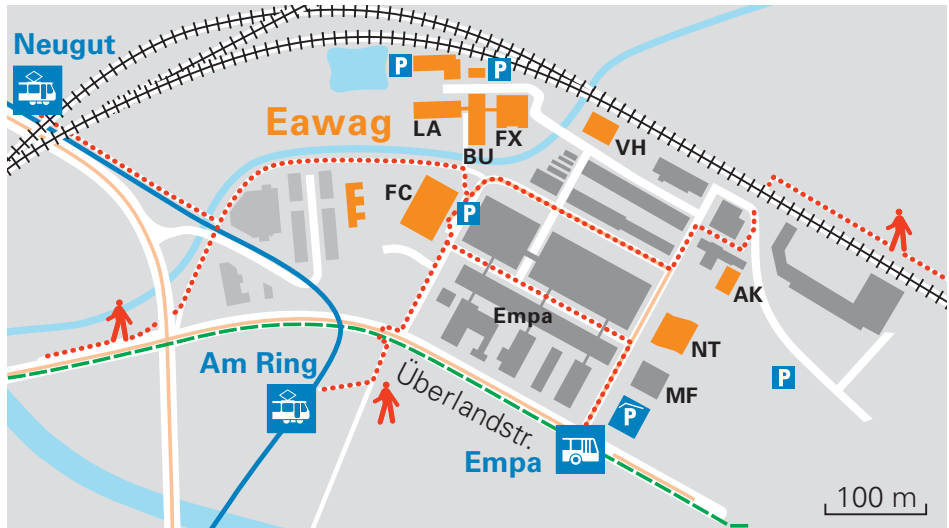 Neugut
P
P
Eawag
LA
FX
BU
VH
FC
P
AK
Empa
NT
Am Ring
MF
P
Überlandstr.
P
Empa
100 m